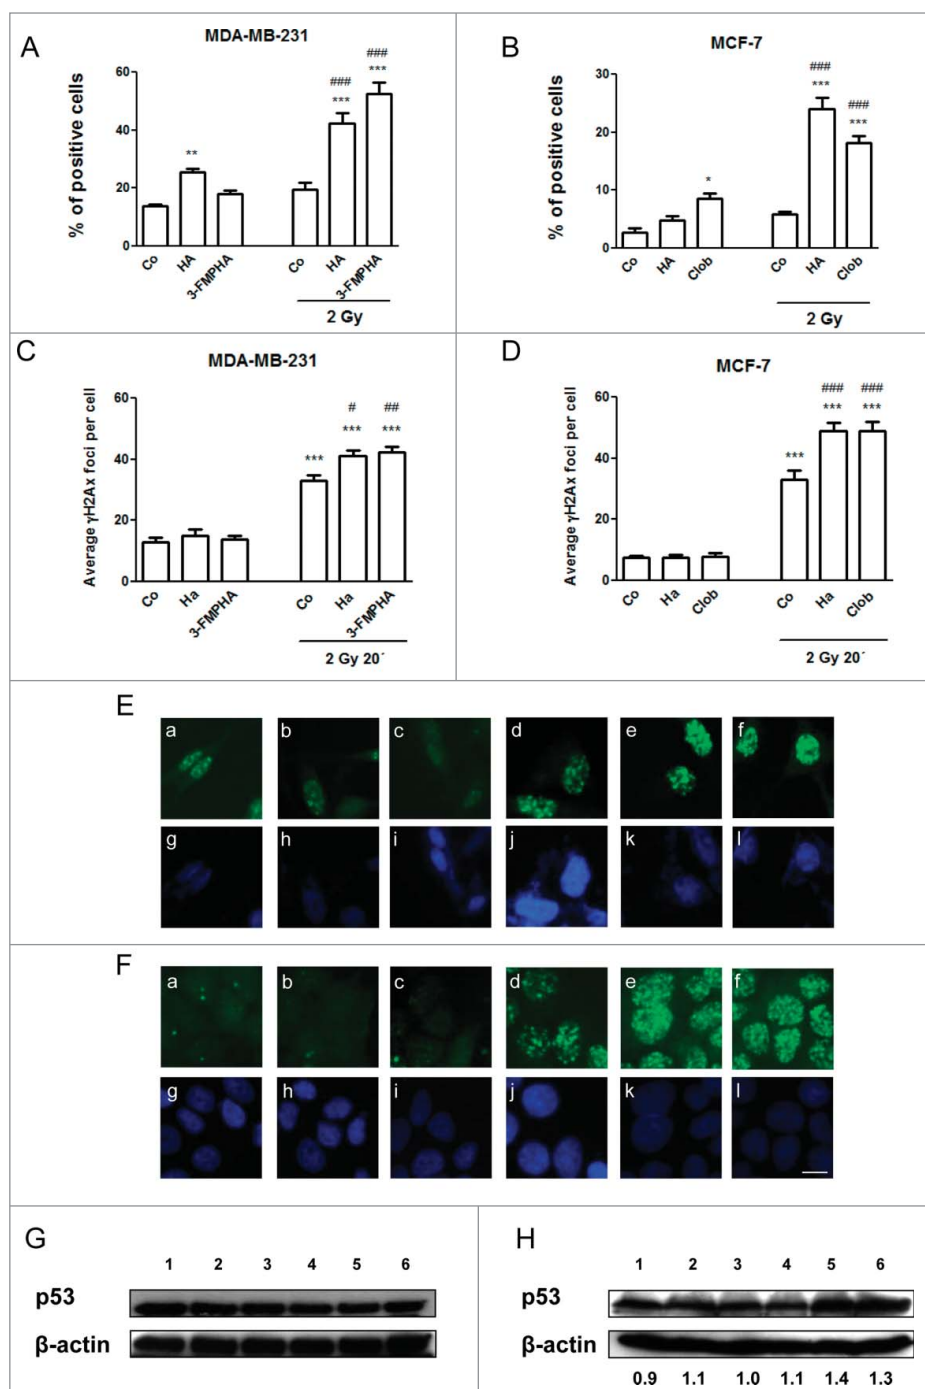 A
MDA-MB-231
% of positive cells
60
40
20
0
**
###
***
###
***
Co
HA
3-FMPHA
Co
HA
3-FMPHA
2 Gy
B
MCF-7
% of positive cells
30
20
10
0
*
###
***
###
***
Co
HA
Clob
Co
HA
Clob
2 Gy
C
MDA-MB-231
Average γH2Ax foci per cell
60
40
20
0
***
#
***
##
***
Co
Ha
3-FMPHA
Co
Ha
3-FMPHA
2 Gy 20´
D
MCF-7
Average γH2Ax foci per cell
60
40
20
0
***
###
***
###
***
Co
Ha
Clob
Co
Ha
Clob
2 Gy 20´
E
a b c d e f
g h i j k l
F
a b c d e f
g h i j k l
G
1 2 3 4 5 6
p53
β-actin
H
1 2 3 4 5 6
p53
β-actin
0.9 1.1 1.0 1.1 1.4 1.3